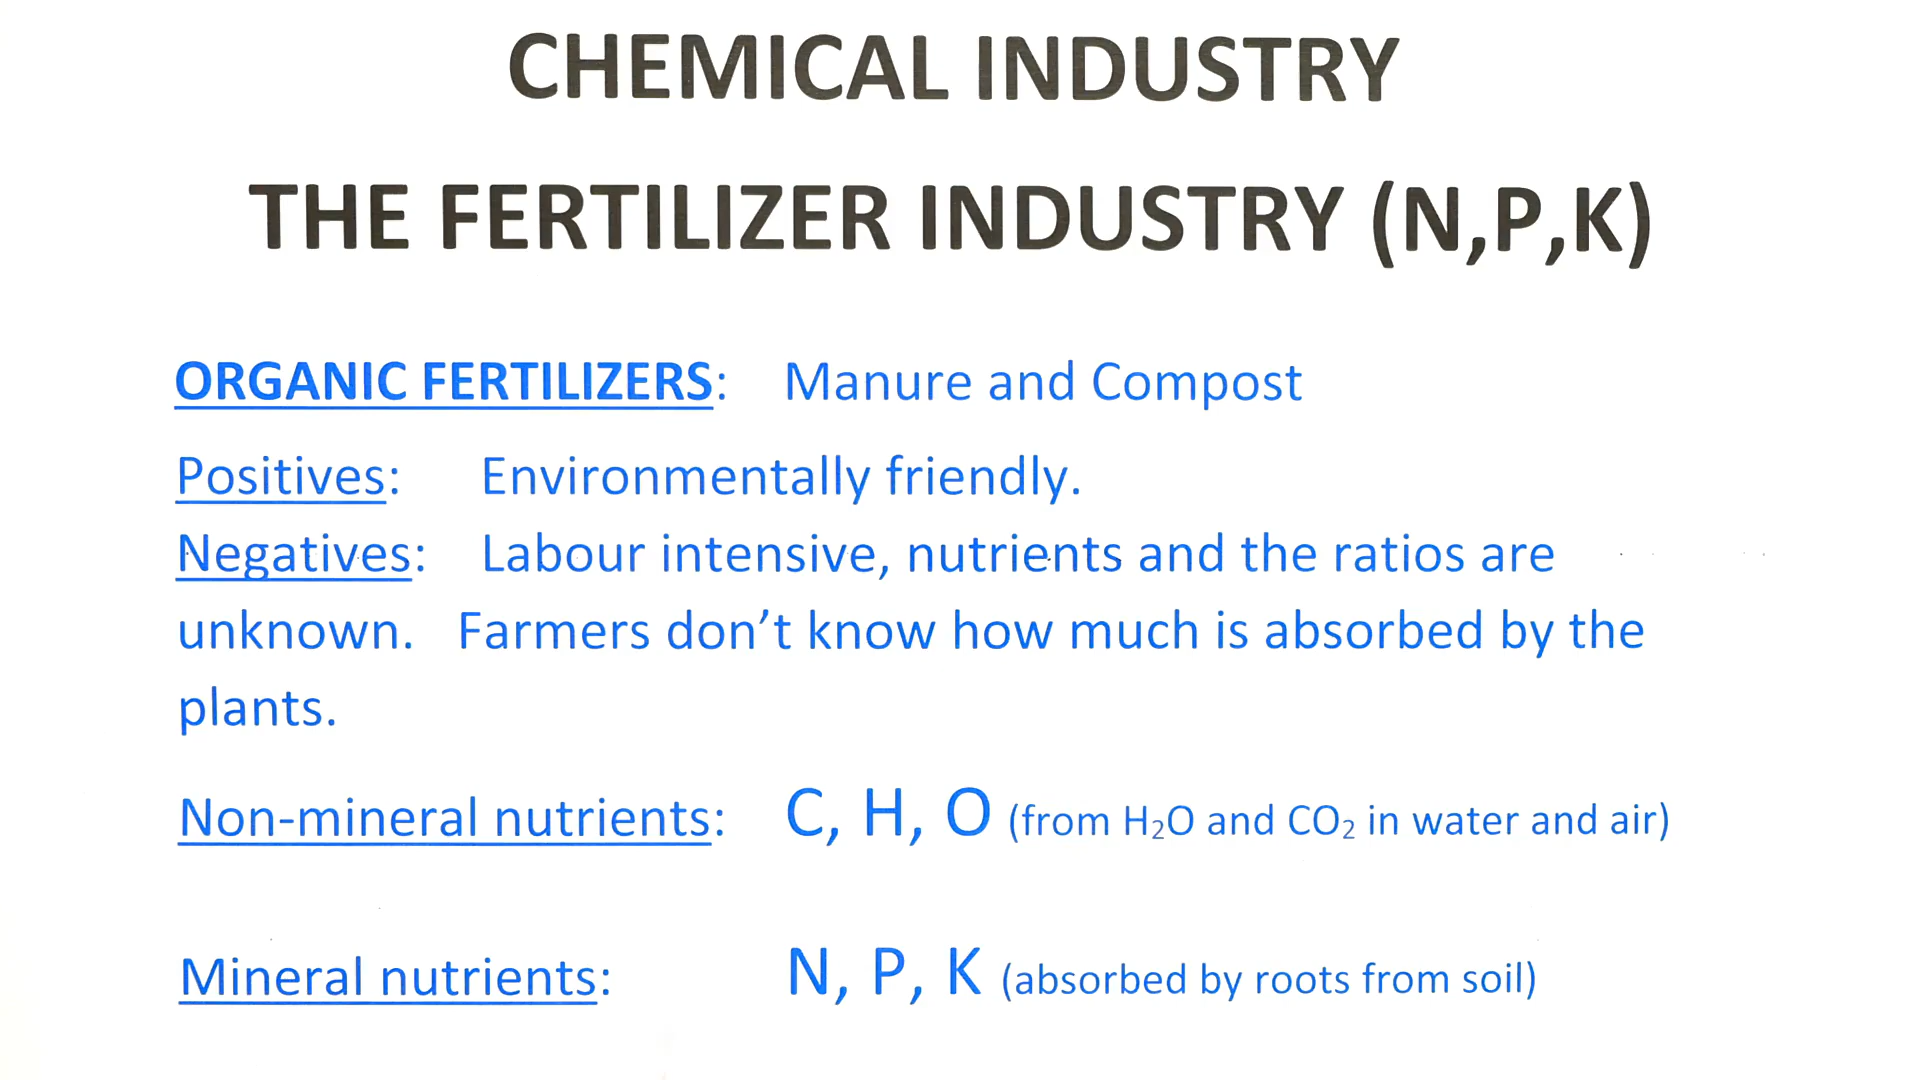 CHEMICAL INDUSTRY
THE FERTILIZER INDUSTRY (N,P,K)
ORGANIC FERTILIZERS: Manure and Compost
Positives: Environmentally friendly.
Negatives: Labour intensive, nutrients and the ratios are
unknown. Farmers don’t know how much is absorbed by the
plants.
Non-mineral nutrients: C, H, O (from H₂O and CO₂ in water and air)
Mineral nutrients: N, P, K (absorbed by roots from soil)